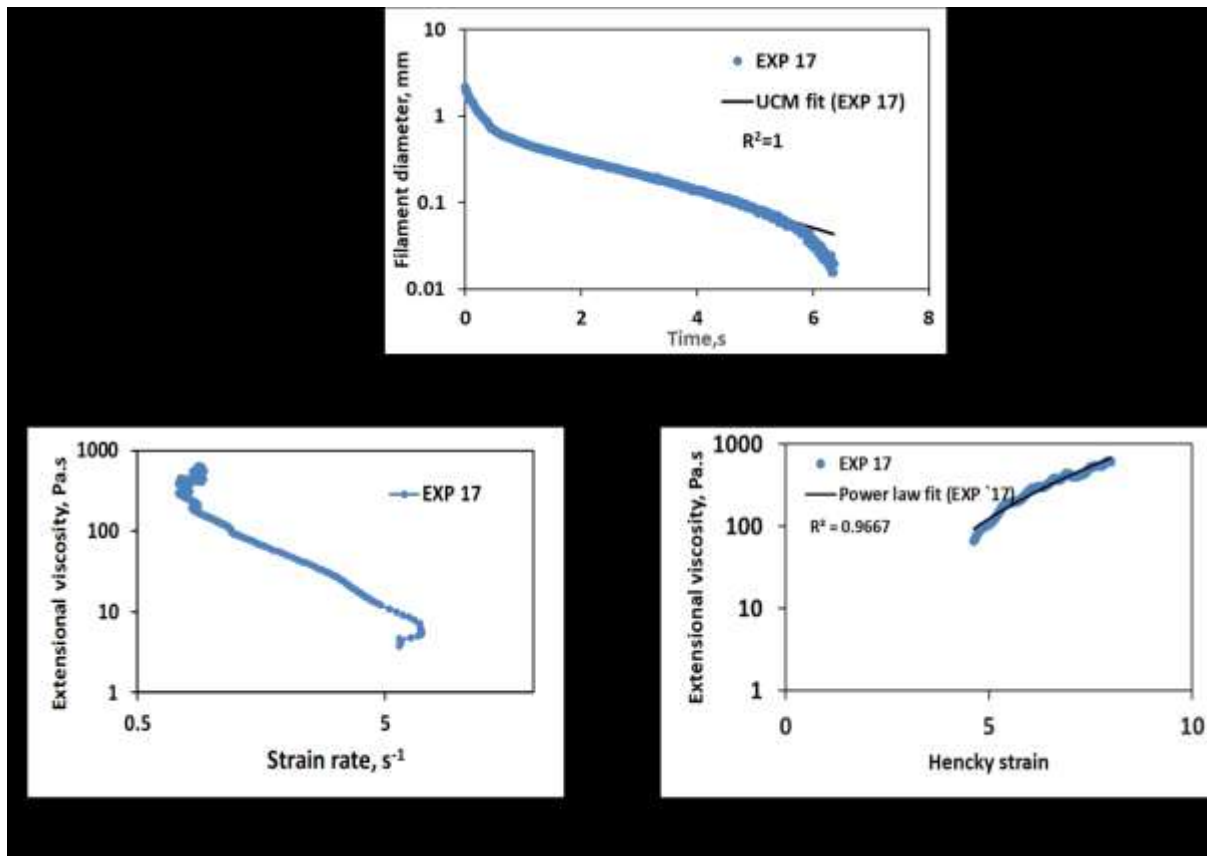 10
1
0.1
0.01
Filament diameter, mm
EXP 17
UCM fit (EXP 17)
R²=1
0 2 4 6 8
Time,s
1000
100
10
1
Extensional viscosity, Pa.s
EXP 17
0.5 5
Strain rate, s⁻¹
1000
100
10
1
Extensional viscosity, Pa.s
EXP 17
Power law fit (EXP `17)
R² = 0.9667
0 5 10
Hencky strain